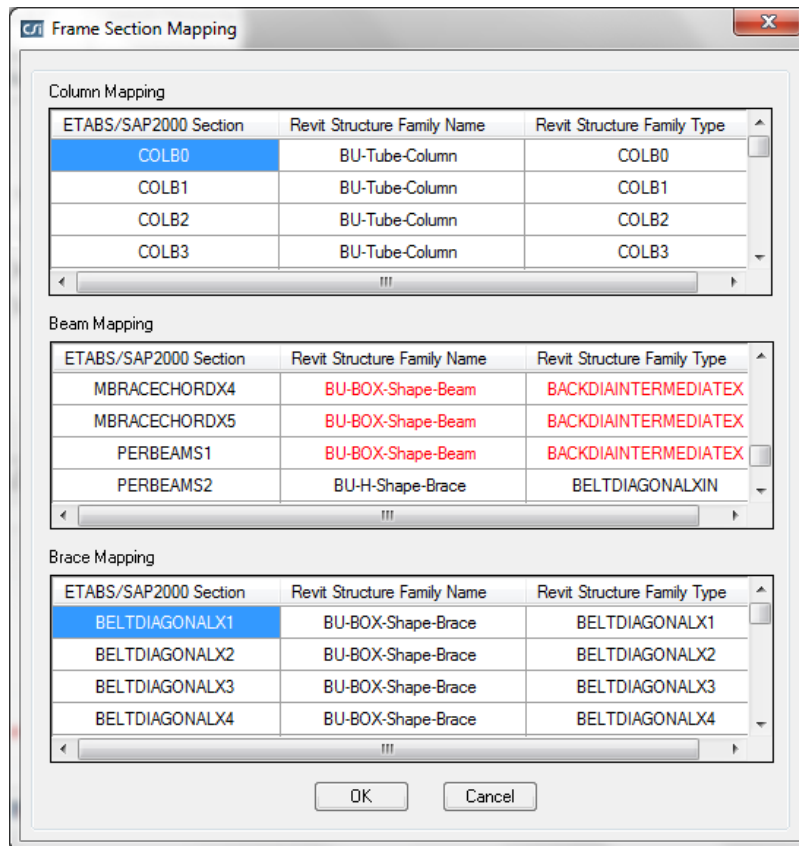 CSi Frame Section Mapping
Column Mapping
ETABS/SAP2000 Section Revit Structure Family Name Revit Structure Family Type
COLB0 BU-Tube-Column COLB0
COLB1 BU-Tube-Column COLB1
COLB2 BU-Tube-Column COLB2
COLB3 BU-Tube-Column COLB3
Beam Mapping
ETABS/SAP2000 Section Revit Structure Family Name Revit Structure Family Type
MBRACECHORDX4 BU-BOX-Shape-Beam BACKDIAINTERMEDIATEX
MBRACECHORDX5 BU-BOX-Shape-Beam BACKDIAINTERMEDIATEX
PERBEAMS1 BU-BOX-Shape-Beam BACKDIAINTERMEDIATEX
PERBEAMS2 BU-H-Shape-Brace BELTDIAGONALXIN
Brace Mapping
ETABS/SAP2000 Section Revit Structure Family Name Revit Structure Family Type
BELTDIAGONALX1 BU-BOX-Shape-Brace BELTDIAGONALX1
BELTDIAGONALX2 BU-BOX-Shape-Brace BELTDIAGONALX2
BELTDIAGONALX3 BU-BOX-Shape-Brace BELTDIAGONALX3
BELTDIAGONALX4 BU-BOX-Shape-Brace BELTDIAGONALX4
OK Cancel